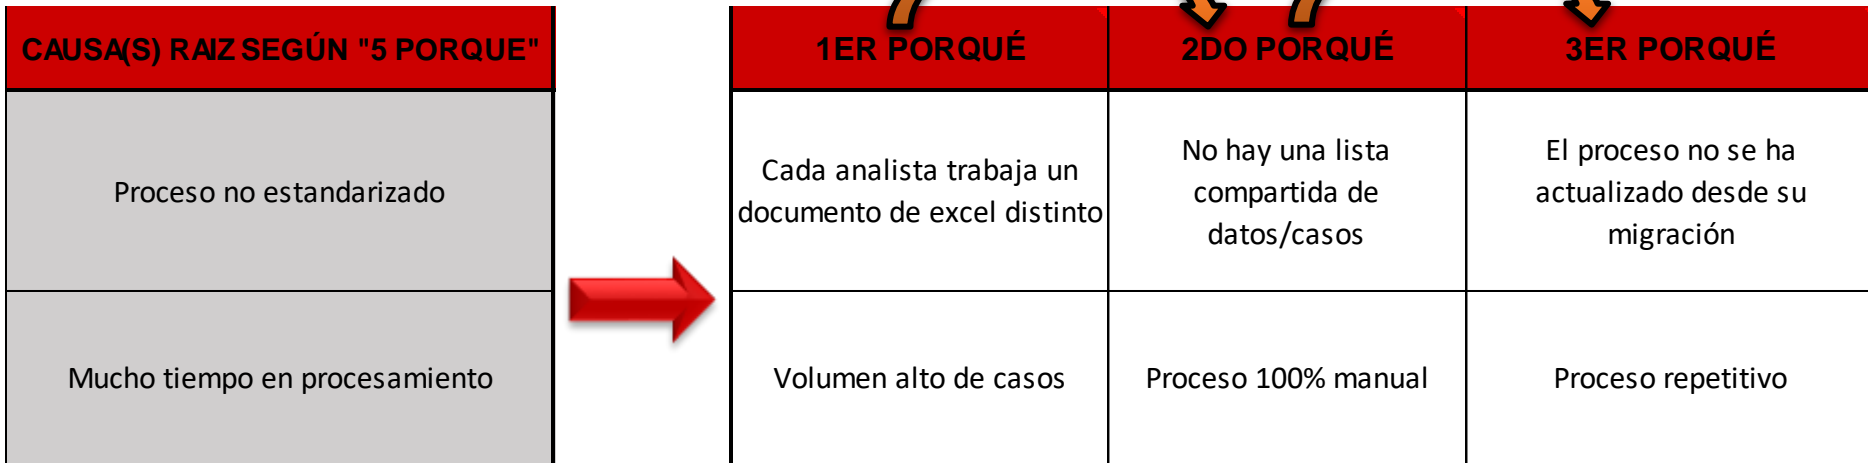 CAUSA(S) RAIZ SEGÚN "5 PORQUE"
1ER PORQUÉ
2DO PORQUÉ
3ER PORQUÉ
Proceso no estandarizado
Cada analista trabaja un
documento de excel distinto
No hay una lista
compartida de
datos/casos
El proceso no se ha
actualizado desde su
migración
Mucho tiempo en procesamiento
Volumen alto de casos
Proceso 100% manual
Proceso repetitivo